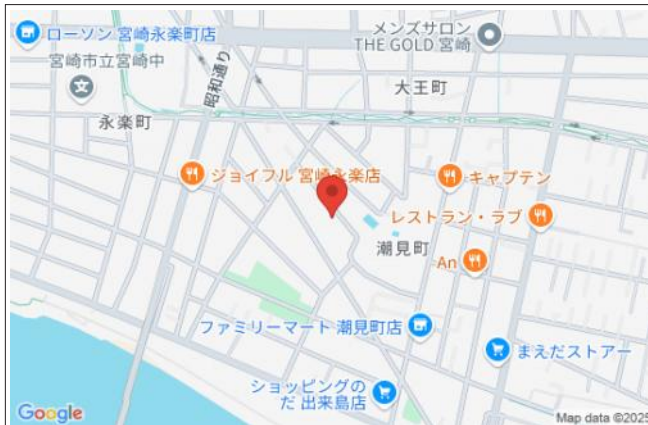 ローソン 宮崎永楽町店
メンズサロン
THE GOLD 宮崎
宮崎市立宮崎中
昭和通り
大王町
永楽町
ジョイフル 宮崎永楽店
キャプテン
レストラン・ラブ
潮見町
An
ファミリーマート 潮見町店
まえだストアー
ショッピングの
だ 出来島店
Google
Map data ©2025